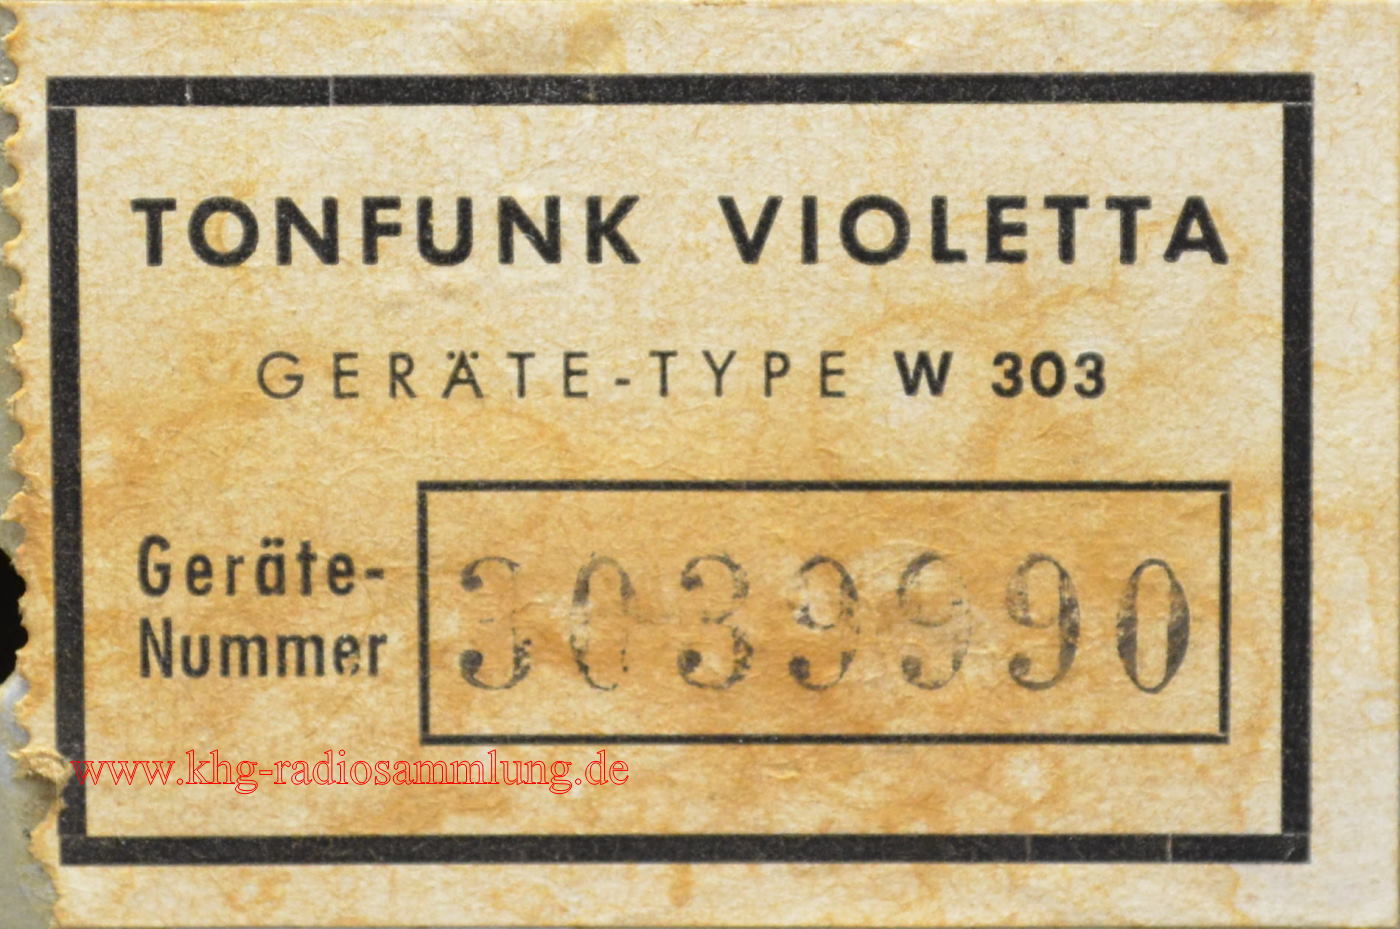 TONFUNK VIOLETTA
GERÄTE-TYPE W 303
Geräte-
Nummer
3039990
www.khg-radiosammlung.de